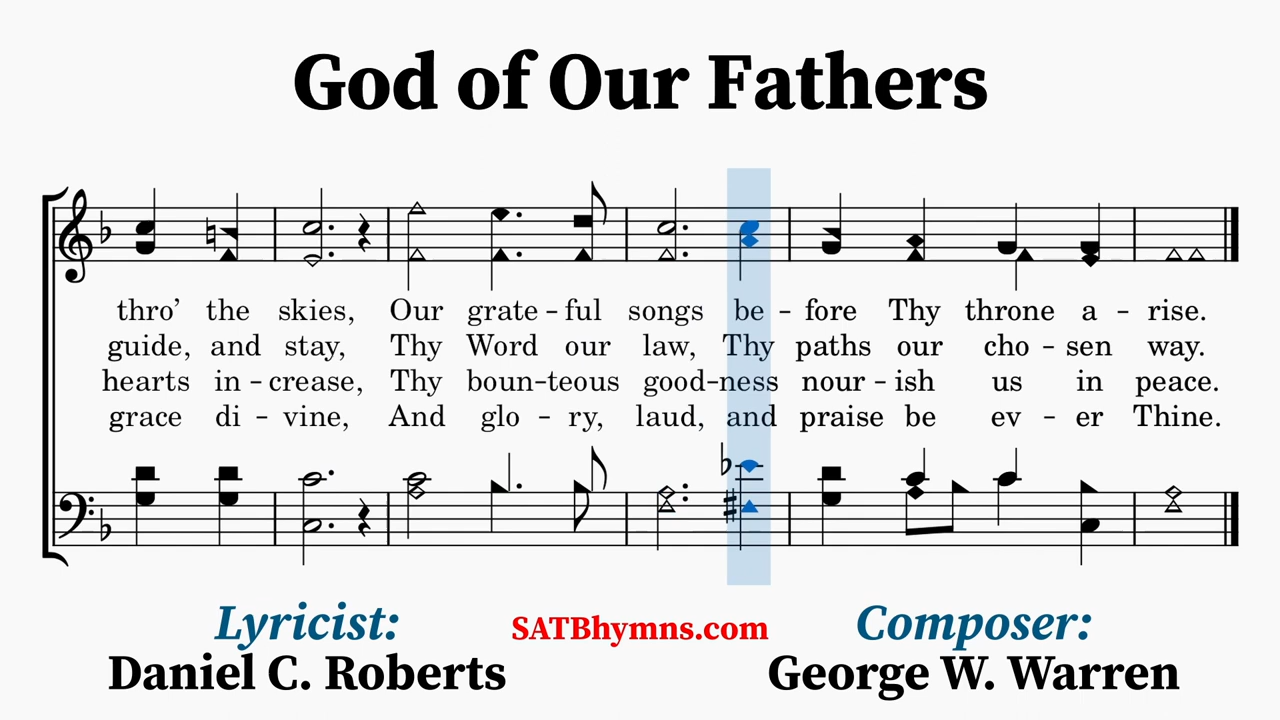 God of Our Fathers
thro’ the skies, Our grate - ful songs be - fore Thy throne a - rise.
guide, and stay, Thy Word our law, Thy paths our cho - sen way.
hearts in - crease, Thy boun-teous good-ness nour - ish us in peace.
grace di - vine, And glo - ry, laud, and praise be ev - er Thine.
Lyricist: SATBhymns.com Composer:
Daniel C. Roberts George W. Warren